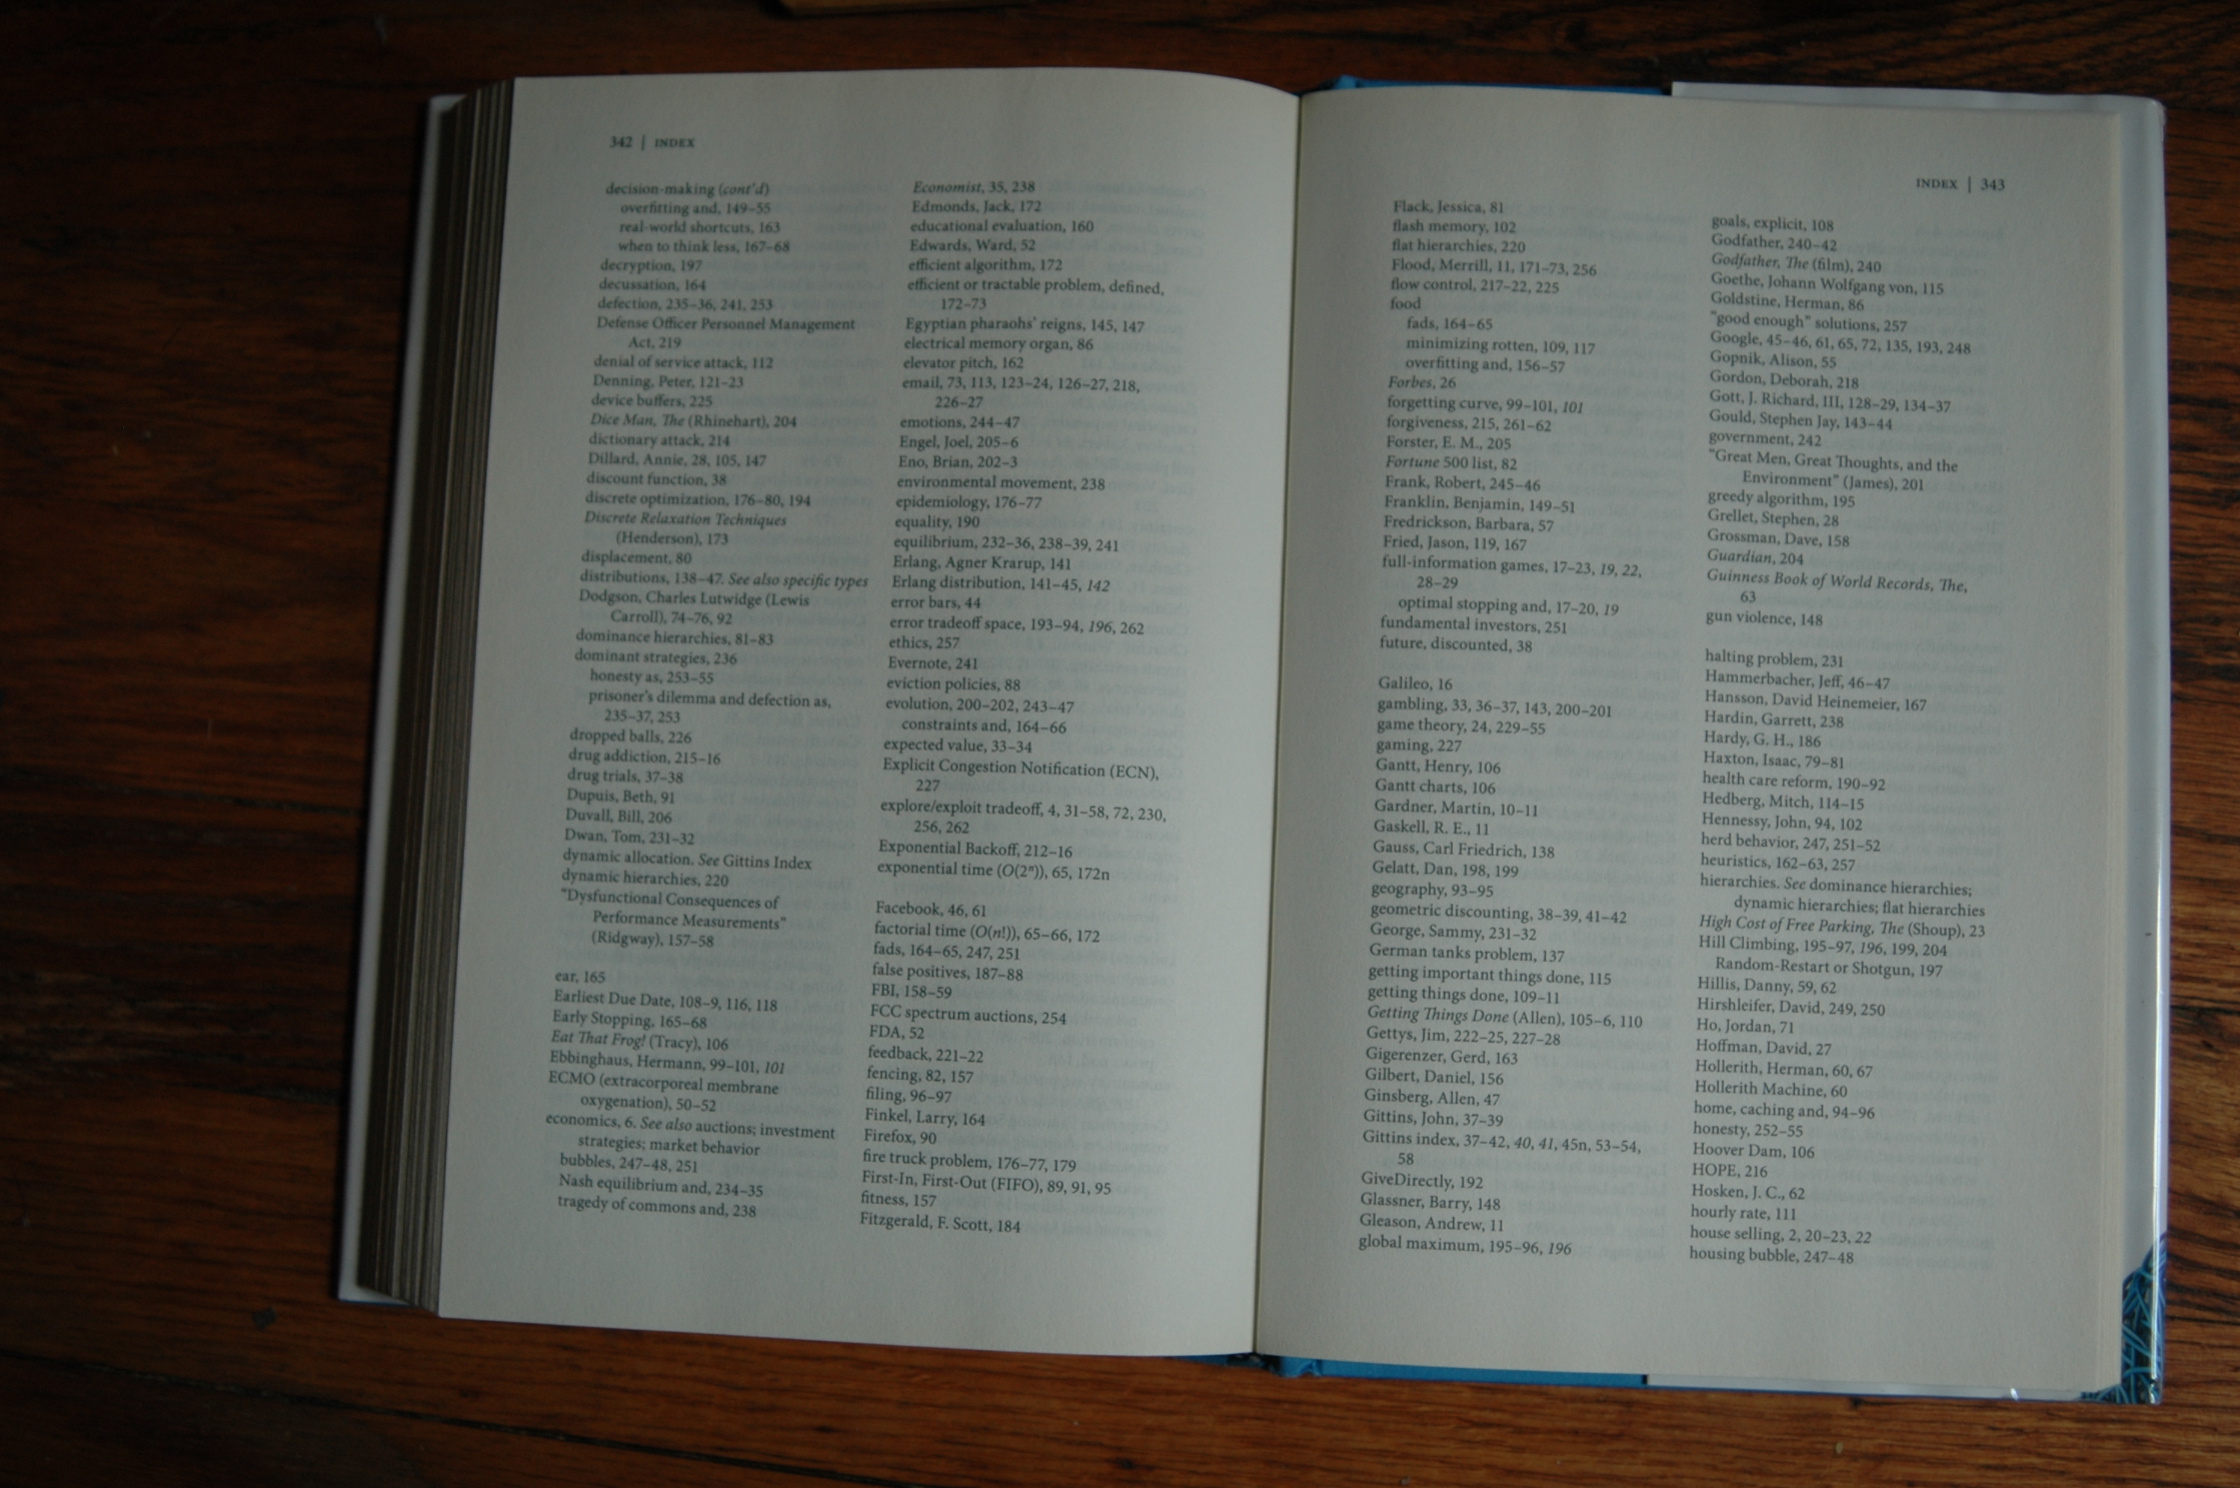 342 | INDEX
decision-making (cont'd)
overfitting and, 149–55
real-world shortcuts, 163
when to think less, 167–68
decryption, 197
decussation, 164
defection, 235–36, 241, 253
Defense Officer Personnel Management
Act, 219
denial of service attack, 112
Denning, Peter, 121–23
device buffers, 225
Dice Man, The (Rhinehart), 204
dictionary attack, 214
Dillard, Annie, 28, 105, 147
discount function, 38
discrete optimization, 176–80, 194
Discrete Relaxation Techniques
(Henderson), 173
displacement, 80
distributions, 138–47. See also specific types
Dodgson, Charles Lutwidge (Lewis
Carroll), 74–76, 92
dominance hierarchies, 81–83
dominant strategies, 236
honesty as, 253–55
prisoner's dilemma and defection as,
235–37, 253
dropped balls, 226
drug addiction, 215–16
drug trials, 37–38
Dupuis, Beth, 91
Duvall, Bill, 206
Dwan, Tom, 231–32
dynamic allocation. See Gittins Index
dynamic hierarchies, 220
"Dysfunctional Consequences of
Performance Measurements"
(Ridgway), 157–58
ear, 165
Earliest Due Date, 108–9, 116, 118
Early Stopping, 165–68
Eat That Frog! (Tracy), 106
Ebbinghaus, Hermann, 99–101, 101
ECMO (extracorporeal membrane
oxygenation), 50–52
economics, 6. See also auctions; investment
strategies; market behavior
bubbles, 247–48, 251
Nash equilibrium and, 234–35
tragedy of commons and, 238
Economist, 35, 238
Edmonds, Jack, 172
educational evaluation, 160
Edwards, Ward, 52
efficient algorithm, 172
efficient or tractable problem, defined,
172–73
Egyptian pharaohs' reigns, 145, 147
electrical memory organ, 86
elevator pitch, 162
email, 73, 113, 123–24, 126–27, 218,
226–27
emotions, 244–47
Engel, Joel, 205–6
Eno, Brian, 202–3
environmental movement, 238
epidemiology, 176–77
equality, 190
equilibrium, 232–36, 238–39, 241
Erlang, Agner Krarup, 141
Erlang distribution, 141–45, 142
error bars, 44
error tradeoff space, 193–94, 196, 262
ethics, 257
Evernote, 241
eviction policies, 88
evolution, 200–202, 243–47
constraints and, 164–66
expected value, 33–34
Explicit Congestion Notification (ECN),
227
explore/exploit tradeoff, 4, 31–58, 72, 230,
256, 262
Exponential Backoff, 212–16
exponential time (O(2ⁿ)), 65, 172n
Facebook, 46, 61
factorial time (O(n!)), 65–66, 172
fads, 164–65, 247, 251
false positives, 187–88
FBI, 158–59
FCC spectrum auctions, 254
FDA, 52
feedback, 221–22
fencing, 82, 157
filing, 96–97
Finkel, Larry, 164
Firefox, 90
fire truck problem, 176–77, 179
First-In, First-Out (FIFO), 89, 91, 95
fitness, 157
Fitzgerald, F. Scott, 184
INDEX | 343
Flack, Jessica, 81
flash memory, 102
flat hierarchies, 220
Flood, Merrill, 11, 171–73, 256
flow control, 217–22, 225
food
fads, 164–65
minimizing rotten, 109, 117
overfitting and, 156–57
Forbes, 26
forgetting curve, 99–101, 101
forgiveness, 215, 261–62
Forster, E. M., 205
Fortune 500 list, 82
Frank, Robert, 245–46
Franklin, Benjamin, 149–51
Fredrickson, Barbara, 57
Fried, Jason, 119, 167
full-information games, 17–23, 19, 22,
28–29
optimal stopping and, 17–20, 19
fundamental investors, 251
future, discounted, 38
Galileo, 16
gambling, 33, 36–37, 143, 200–201
game theory, 24, 229–55
gaming, 227
Gantt, Henry, 106
Gantt charts, 106
Gardner, Martin, 10–11
Gaskell, R. E., 11
Gauss, Carl Friedrich, 138
Gelatt, Dan, 198, 199
geography, 93–95
geometric discounting, 38–39, 41–42
George, Sammy, 231–32
German tanks problem, 137
getting important things done, 115
getting things done, 109–11
Getting Things Done (Allen), 105–6, 110
Gettys, Jim, 222–25, 227–28
Gigerenzer, Gerd, 163
Gilbert, Daniel, 156
Ginsberg, Allen, 47
Gittins, John, 37–39
Gittins index, 37–42, 40, 41, 45n, 53–54,
58
GiveDirectly, 192
Glassner, Barry, 148
Gleason, Andrew, 11
global maximum, 195–96, 196
goals, explicit, 108
Godfather, 240–42
Godfather, The (film), 240
Goethe, Johann Wolfgang von, 115
Goldstine, Herman, 86
"good enough" solutions, 257
Google, 45–46, 61, 65, 72, 135, 193, 248
Gopnik, Alison, 55
Gordon, Deborah, 218
Gott, J. Richard, III, 128–29, 134–37
Gould, Stephen Jay, 143–44
government, 242
"Great Men, Great Thoughts, and the
Environment" (James), 201
greedy algorithm, 195
Grellet, Stephen, 28
Grossman, Dave, 158
Guardian, 204
Guinness Book of World Records, The,
63
gun violence, 148
halting problem, 231
Hammerbacher, Jeff, 46–47
Hansson, David Heinemeier, 167
Hardin, Garrett, 238
Hardy, G. H., 186
Haxton, Isaac, 79–81
health care reform, 190–92
Hedberg, Mitch, 114–15
Hennessy, John, 94, 102
herd behavior, 247, 251–52
heuristics, 162–63, 257
hierarchies. See dominance hierarchies;
dynamic hierarchies; flat hierarchies
High Cost of Free Parking, The (Shoup), 23
Hill Climbing, 195–97, 196, 199, 204
Random-Restart or Shotgun, 197
Hillis, Danny, 59, 62
Hirshleifer, David, 249, 250
Ho, Jordan, 71
Hoffman, David, 27
Hollerith, Herman, 60, 67
Hollerith Machine, 60
home, caching and, 94–96
honesty, 252–55
Hoover Dam, 106
HOPE, 216
Hosken, J. C., 62
hourly rate, 111
house selling, 2, 20–23, 22
housing bubble, 247–48